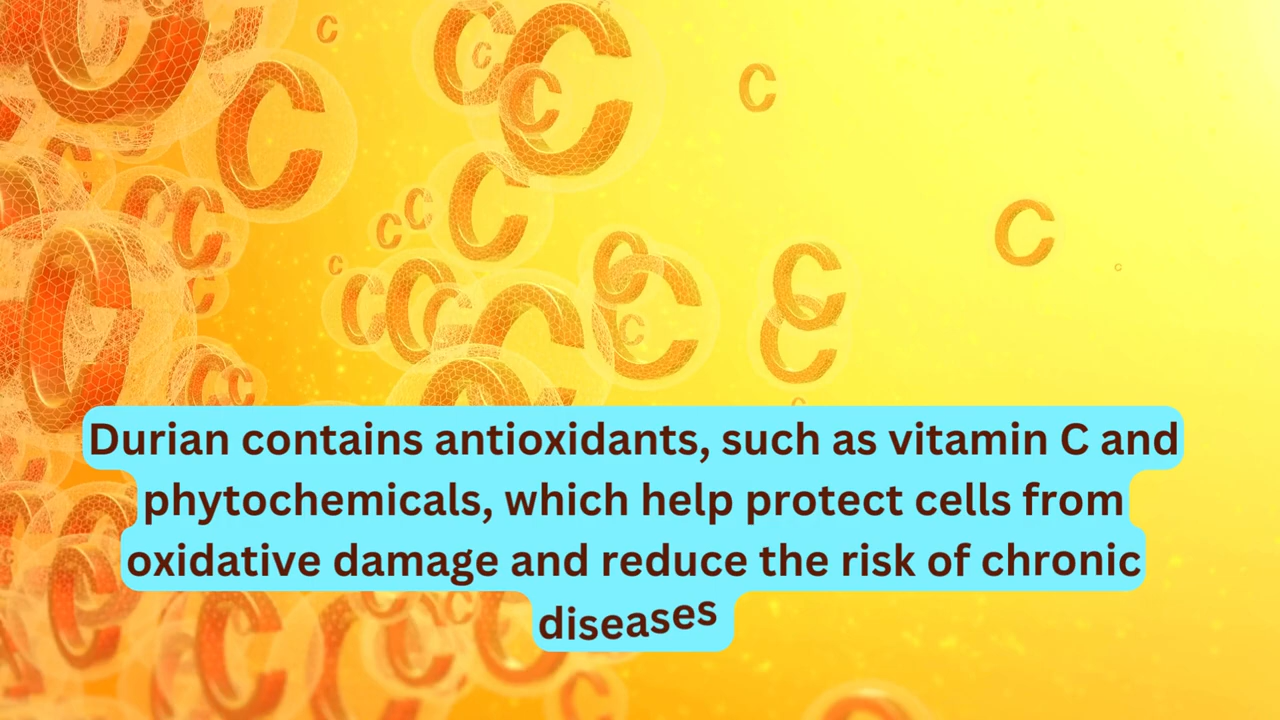 Durian contains antioxidants, such as vitamin C and
phytochemicals, which help protect cells from
oxidative damage and reduce the risk of chronic
diseases